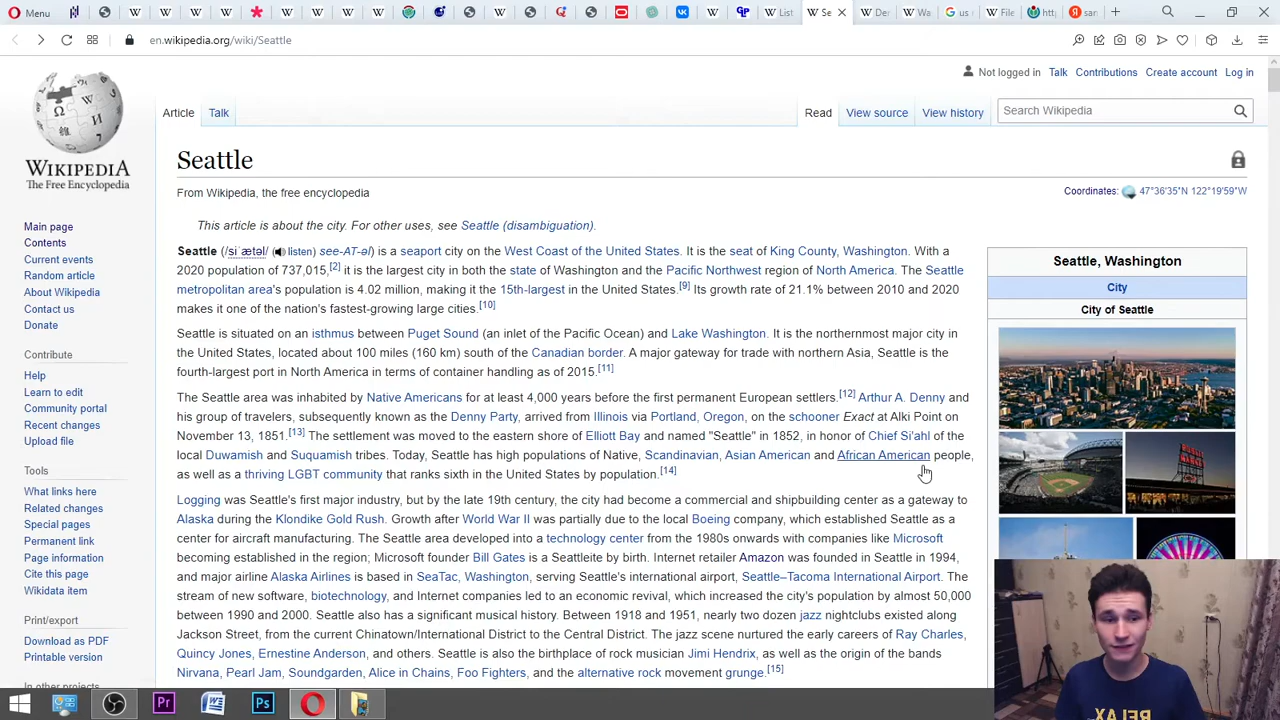 Menu
List
Se
Der
Wa
us
File
http
sar
en.wikipedia.org/wiki/Seattle
Not logged in Talk Contributions Create account Log in
Article Talk
Read View source View history
Search Wikipedia
WIKIPEDIA
The Free Encyclopedia
Main page
Contents
Current events
Random article
About Wikipedia
Contact us
Donate
Contribute
Help
Learn to edit
Community portal
Recent changes
Upload file
Tools
What links here
Related changes
Special pages
Permanent link
Page information
Cite this page
Wikidata item
Print/export
Download as PDF
Printable version
In other projects
Seattle
From Wikipedia, the free encyclopedia
Coordinates: 47°36′35″N 122°19′59″W
This article is about the city. For other uses, see Seattle (disambiguation).
Seattle (/siˈætəl/ (listen) see-AT-əl) is a seaport city on the West Coast of the United States. It is the seat of King County, Washington. With a
2020 population of 737,015,[2] it is the largest city in both the state of Washington and the Pacific Northwest region of North America. The Seattle
metropolitan area's population is 4.02 million, making it the 15th-largest in the United States.[9] Its growth rate of 21.1% between 2010 and 2020
makes it one of the nation's fastest-growing large cities.[10]
Seattle is situated on an isthmus between Puget Sound (an inlet of the Pacific Ocean) and Lake Washington. It is the northernmost major city in
the United States, located about 100 miles (160 km) south of the Canadian border. A major gateway for trade with northern Asia, Seattle is the
fourth-largest port in North America in terms of container handling as of 2015.[11]
The Seattle area was inhabited by Native Americans for at least 4,000 years before the first permanent European settlers.[12] Arthur A. Denny and
his group of travelers, subsequently known as the Denny Party, arrived from Illinois via Portland, Oregon, on the schooner Exact at Alki Point on
November 13, 1851.[13] The settlement was moved to the eastern shore of Elliott Bay and named "Seattle" in 1852, in honor of Chief Si'ahl of the
local Duwamish and Suquamish tribes. Today, Seattle has high populations of Native, Scandinavian, Asian American and African American people,
as well as a thriving LGBT community that ranks sixth in the United States by population.[14]
Logging was Seattle's first major industry, but by the late 19th century, the city had become a commercial and shipbuilding center as a gateway to
Alaska during the Klondike Gold Rush. Growth after World War II was partially due to the local Boeing company, which established Seattle as a
center for aircraft manufacturing. The Seattle area developed into a technology center from the 1980s onwards with companies like Microsoft
becoming established in the region; Microsoft founder Bill Gates is a Seattleite by birth. Internet retailer Amazon was founded in Seattle in 1994,
and major airline Alaska Airlines is based in SeaTac, Washington, serving Seattle's international airport, Seattle–Tacoma International Airport. The
stream of new software, biotechnology, and Internet companies led to an economic revival, which increased the city's population by almost 50,000
between 1990 and 2000. Seattle also has a significant musical history. Between 1918 and 1951, nearly two dozen jazz nightclubs existed along
Jackson Street, from the current Chinatown/International District to the Central District. The jazz scene nurtured the early careers of Ray Charles,
Quincy Jones, Ernestine Anderson, and others. Seattle is also the birthplace of rock musician Jimi Hendrix, as well as the origin of the bands
Nirvana, Pearl Jam, Soundgarden, Alice in Chains, Foo Fighters, and the alternative rock movement grunge.[15]
Seattle, Washington
City
City of Seattle
PUBLIC
MARKET
RELAX
Pr
Ps